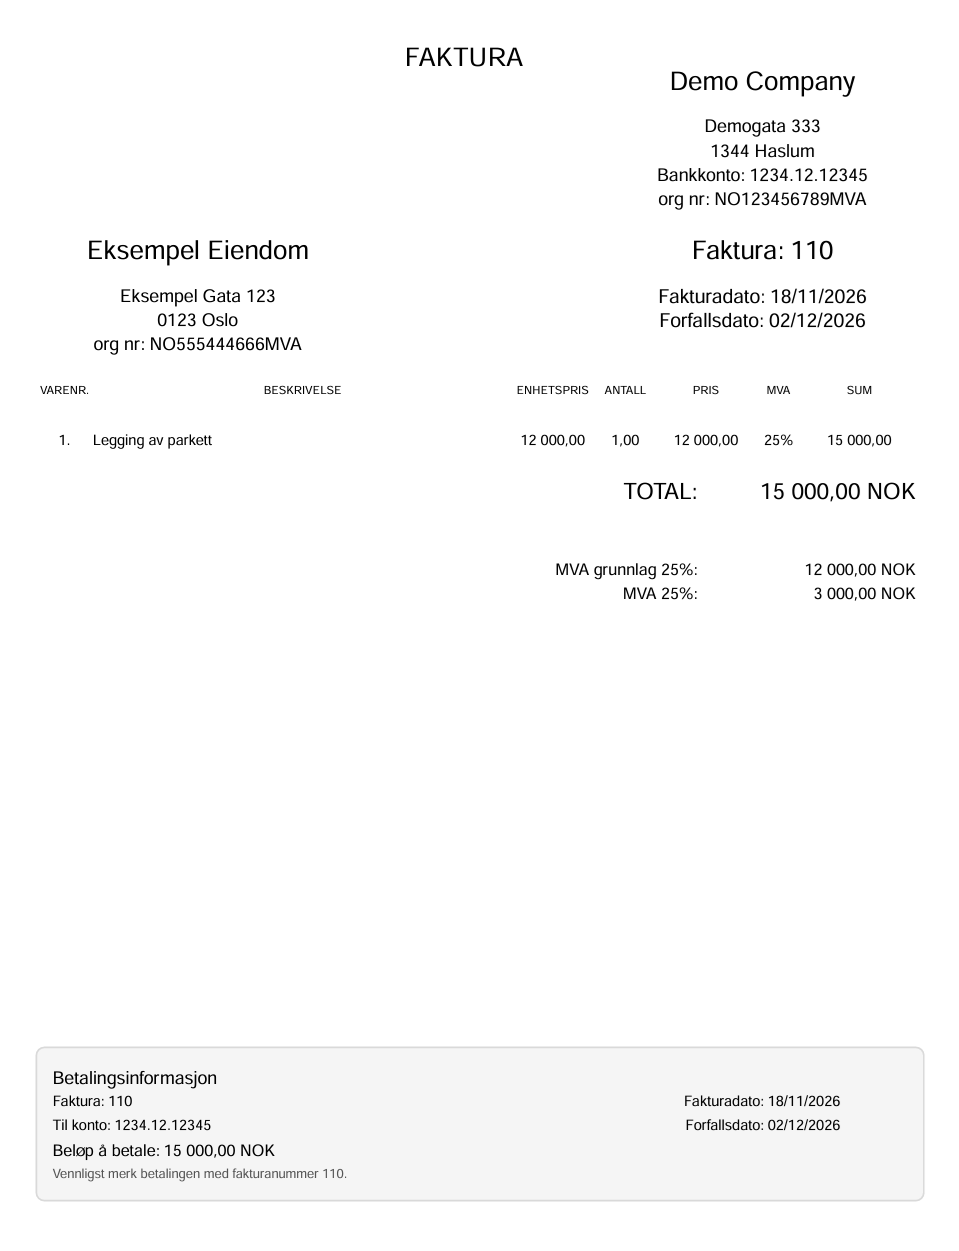 FAKTURA
Demo Company
Demogata 333
1344 Haslum
Bankkonto: 1234.12.12345
org nr: NO123456789MVA
Eksempel Eiendom
Eksempel Gata 123
0123 Oslo
org nr: NO555444666MVA
Faktura: 110
Fakturadato: 18/11/2026
Forfallsdato: 02/12/2026
VARENR. BESKRIVELSE ENHETSPRIS ANTALL PRIS MVA SUM
1. Legging av parkett 12 000,00 1,00 12 000,00 25% 15 000,00
TOTAL: 15 000,00 NOK
MVA grunnlag 25%: 12 000,00 NOK
MVA 25%: 3 000,00 NOK
Betalingsinformasjon
Faktura: 110 Fakturadato: 18/11/2026
Til konto: 1234.12.12345 Forfallsdato: 02/12/2026
Beløp å betale: 15 000,00 NOK
Vennligst merk betalingen med fakturanummer 110.